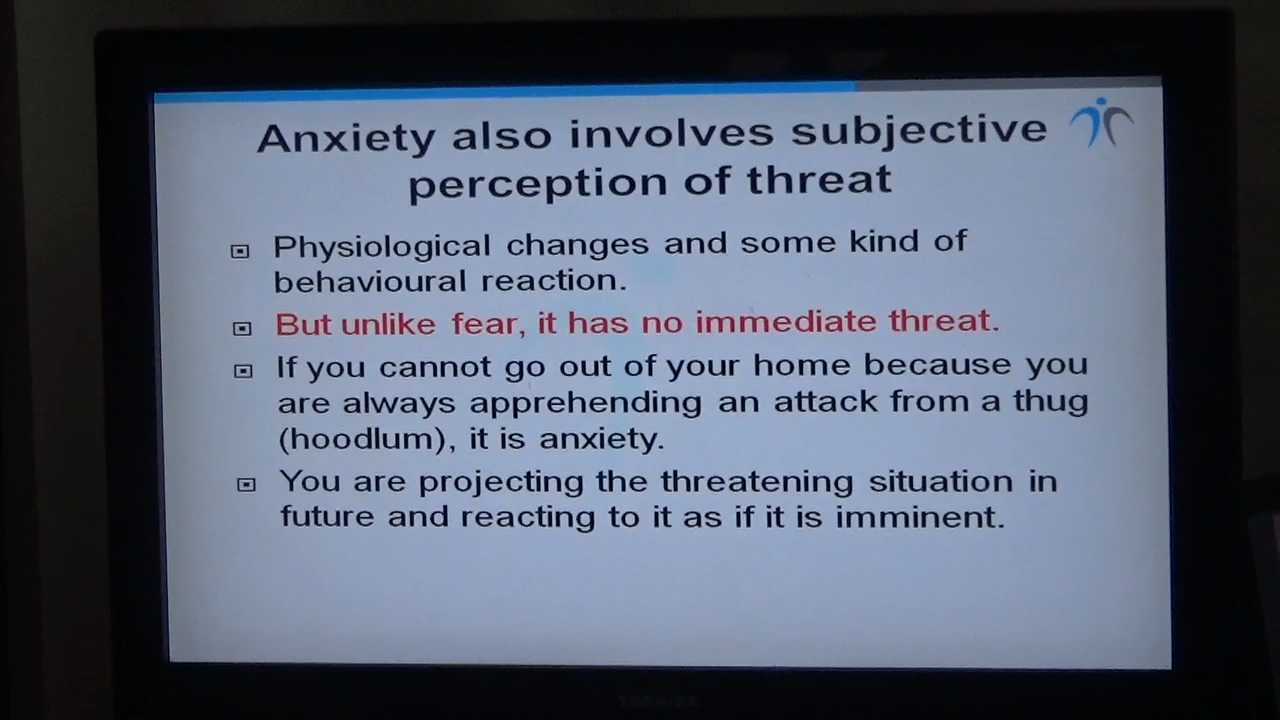 Anxiety also involves subjective
perception of threat
Physiological changes and some kind of
behavioural reaction.
But unlike fear, it has no immediate threat.
If you cannot go out of your home because you
are always apprehending an attack from a thug
(hoodlum), it is anxiety.
You are projecting the threatening situation in
future and reacting to it as if it is imminent.
TOSHIBA